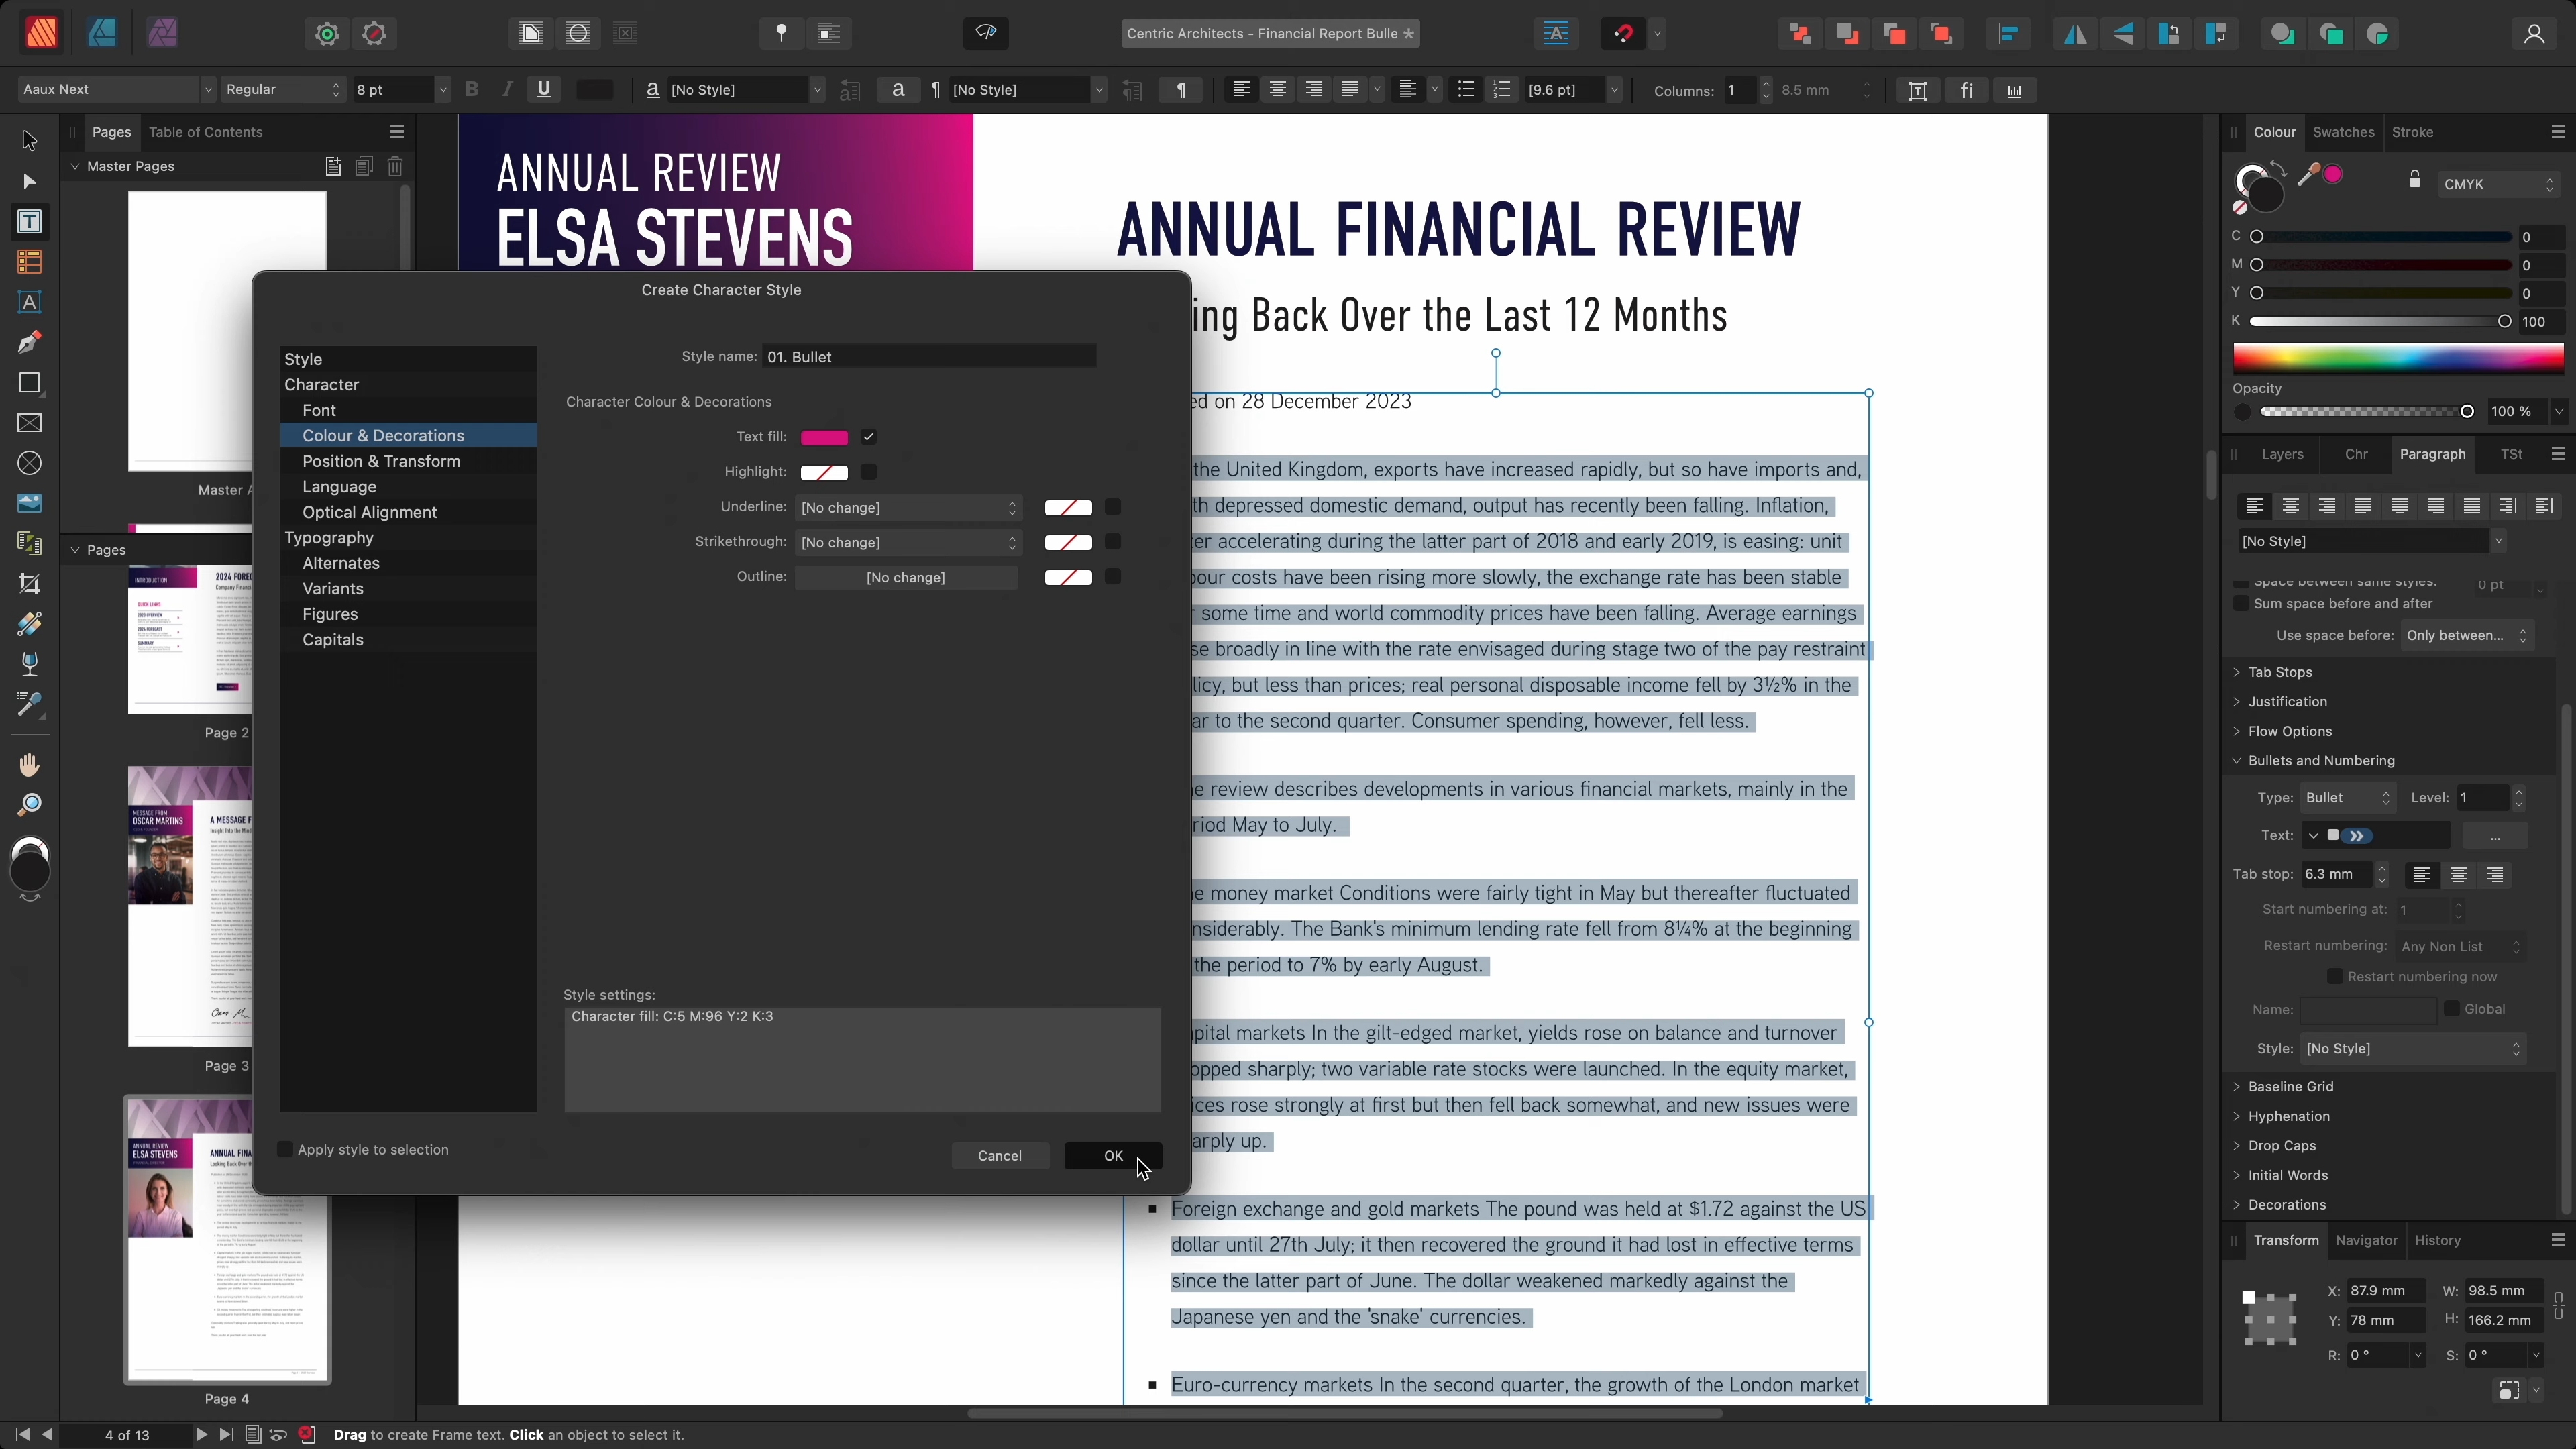 Centric Architects - Financial Report Bulle *
Aaux Next
Regular
8 pt
B I U
a [No Style]
a
¶ [No Style]
¶
[9.6 pt]
Columns: 1
8.5 mm
fi
Pages
Table of Contents
Master Pages
Master A
Pages
INTRODUCTION
QUICK LINKS
Page 2
MESSAGE FROM
OSCAR MARTINS
Page 3
ANNUAL REVIEW
ELSA STEVENS
Page 4
ANNUAL REVIEW
ELSA STEVENS
ANNUAL FINANCIAL REVIEW
ing Back Over the Last 12 Months
ed on 28 December 2023
the United Kingdom, exports have increased rapidly, but so have imports and,
th depressed domestic demand, output has recently been falling. Inflation,
er accelerating during the latter part of 2018 and early 2019, is easing: unit
bour costs have been rising more slowly, the exchange rate has been stable
r some time and world commodity prices have been falling. Average earnings
se broadly in line with the rate envisaged during stage two of the pay restraint
licy, but less than prices; real personal disposable income fell by 3½% in the
ar to the second quarter. Consumer spending, however, fell less.
e review describes developments in various financial markets, mainly in the
riod May to July.
e money market Conditions were fairly tight in May but thereafter fluctuated
nsiderably. The Bank's minimum lending rate fell from 8¼% at the beginning
the period to 7% by early August.
pital markets In the gilt-edged market, yields rose on balance and turnover
opped sharply; two variable rate stocks were launched. In the equity market,
ices rose strongly at first but then fell back somewhat, and new issues were
arply up.
▪ Foreign exchange and gold markets The pound was held at $1.72 against the US
dollar until 27th July; it then recovered the ground it had lost in effective terms
since the latter part of June. The dollar weakened markedly against the
Japanese yen and the 'snake' currencies.
▪ Euro-currency markets In the second quarter, the growth of the London market
Create Character Style
Style
Character
Font
Colour & Decorations
Position & Transform
Language
Optical Alignment
Typography
Alternates
Variants
Figures
Capitals
Style name: 01. Bullet
Character Colour & Decorations
Text fill:
Highlight:
Underline: [No change]
Strikethrough: [No change]
Outline: [No change]
Style settings:
Character fill: C:5 M:96 Y:2 K:3
Apply style to selection
Cancel
OK
Colour
Swatches
Stroke
CMYK
C 0
M 0
Y 0
K 100
Opacity
100 %
Layers
Chr
Paragraph
TSt
[No Style]
Space between same styles: 0 pt
Sum space before and after
Use space before: Only between...
Tab Stops
Justification
Flow Options
Bullets and Numbering
Type: Bullet
Level: 1
Text: »
...
Tab stop: 6.3 mm
Start numbering at: 1
Restart numbering: Any Non List
Restart numbering now
Name:
Global
Style: [No Style]
Baseline Grid
Hyphenation
Drop Caps
Initial Words
Decorations
Transform
Navigator
History
X: 87.9 mm
W: 98.5 mm
Y: 78 mm
H: 166.2 mm
R: 0 °
S: 0 °
4 of 13
Drag to create Frame text. Click an object to select it.